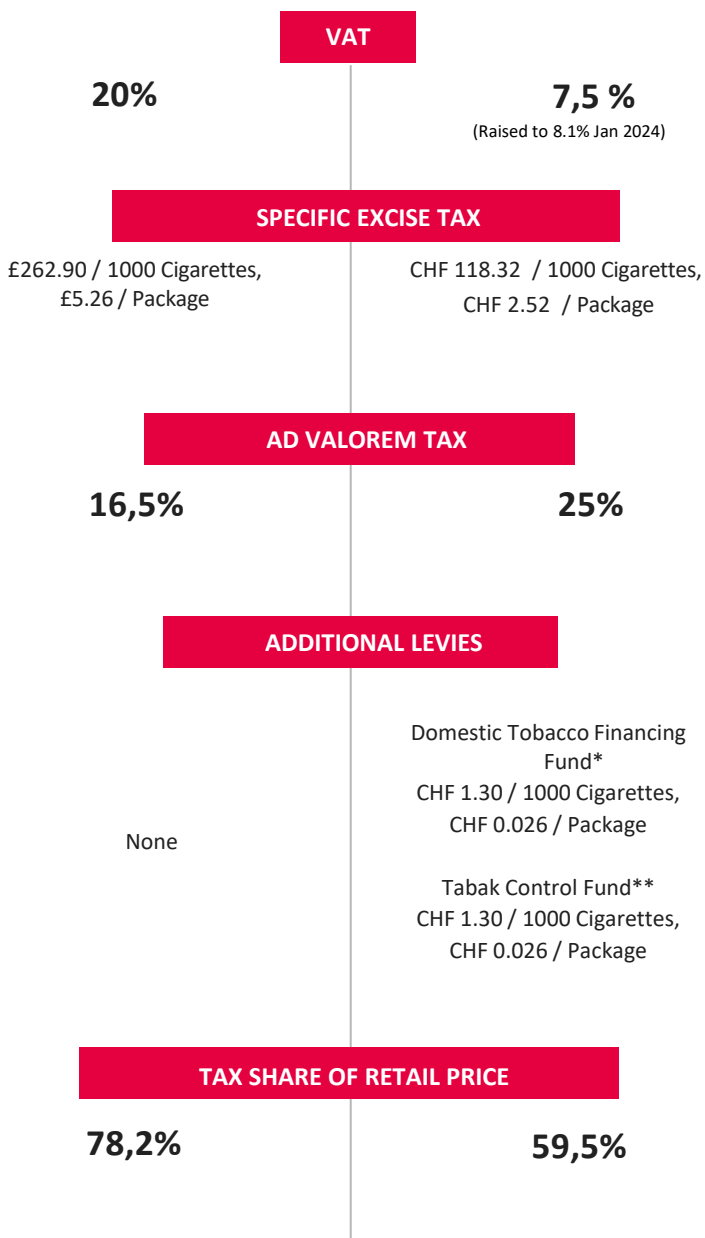 VAT
20%
7,5 %
(Raised to 8.1% Jan 2024)
SPECIFIC EXCISE TAX
£262.90 / 1000 Cigarettes,
£5.26 / Package
CHF 118.32 / 1000 Cigarettes,
CHF 2.52 / Package
AD VALOREM TAX
16,5%
25%
ADDITIONAL LEVIES
None
Domestic Tobacco Financing
Fund*
CHF 1.30 / 1000 Cigarettes,
CHF 0.026 / Package
Tabak Control Fund**
CHF 1.30 / 1000 Cigarettes,
CHF 0.026 / Package
TAX SHARE OF RETAIL PRICE
78,2%
59,5%